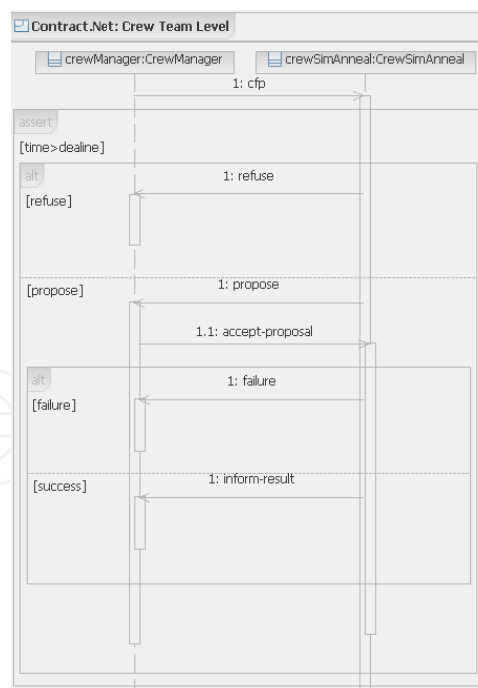 Contract.Net: Crew Team Level
crewManager:CrewManager
crewSimAnneal:CrewSimAnneal
1: cfp
assert
[time>dealine]
alt
1: refuse
[refuse]
1: propose
[propose]
1.1: accept-proposal
alt
1: failure
[failure]
1: inform-result
[success]